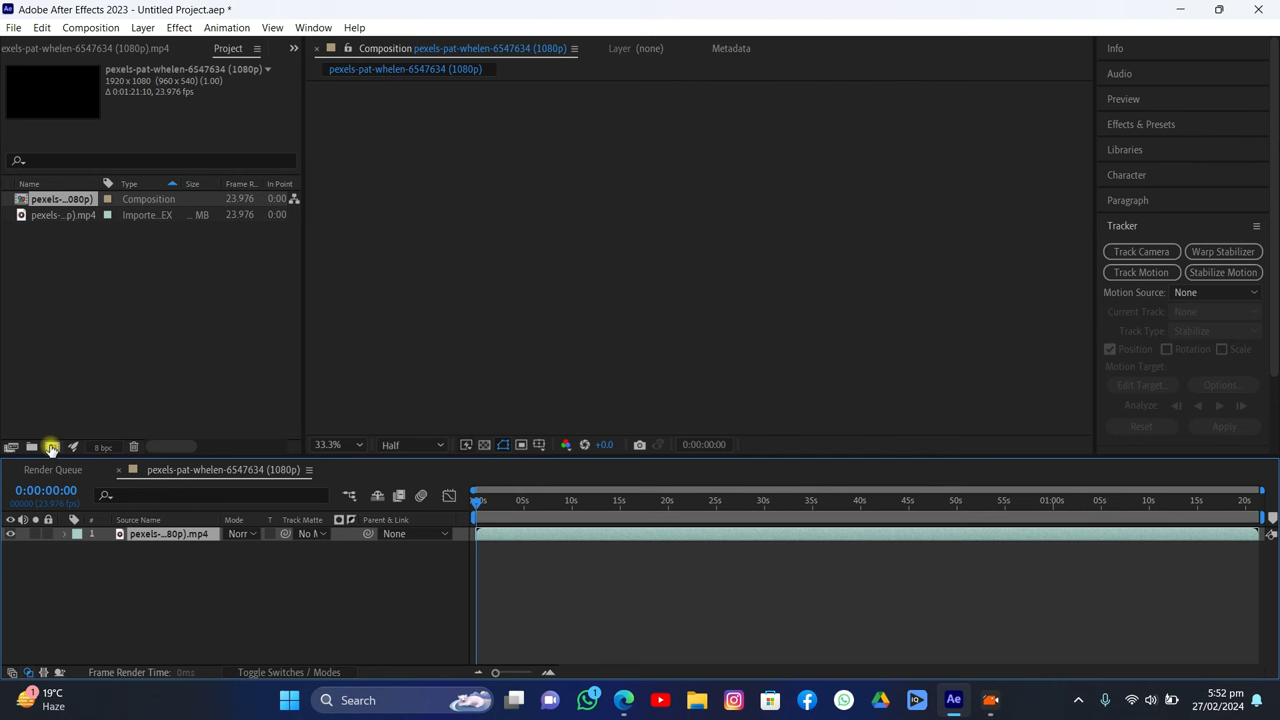 Adobe After Effects 2023 - Untitled Project.aep *
File Edit Composition Layer Effect Animation View Window Help
exels-pat-whelen-6547634 (1080p).mp4 Project
Composition pexels-pat-whelen-6547634 (1080p) Layer (none) Metadata
pexels-pat-whelen-6547634 (1080p)
pexels-pat-whelen-6547634 (1080p)
1920 x 1080 (960 x 540) (1.00)
Δ 0:01:21:10, 23.976 fps
Name Type Size Frame R... In Point
pexels-...080p) Composition 23.976 0:00
pexels-...p).mp4 Importe...EX ... MB 23.976 0:00
8 bpc
33.3% Half +0.0 0:00:00:00
Info
Audio
Preview
Effects & Presets
Libraries
Character
Paragraph
Tracker
Track Camera Warp Stabilizer
Track Motion Stabilize Motion
Motion Source: None
Current Track: None
Track Type: Stabilize
Position Rotation Scale
Motion Target:
Edit Target... Options...
Analyze:
Reset Apply
Render Queue pexels-pat-whelen-6547634 (1080p)
0:00:00:00
00000 (23.976 fps)
00s 05s 10s 15s 20s 25s 30s 35s 40s 45s 50s 55s 01:00s 05s 10s 15s 20s
# Source Name Mode T Track Matte Parent & Link
1 pexels-...80p).mp4 Norr No M None
Frame Render Time: 0ms Toggle Switches / Modes
1
19°C
Haze
Search
1
5:52 pm
27/02/2024